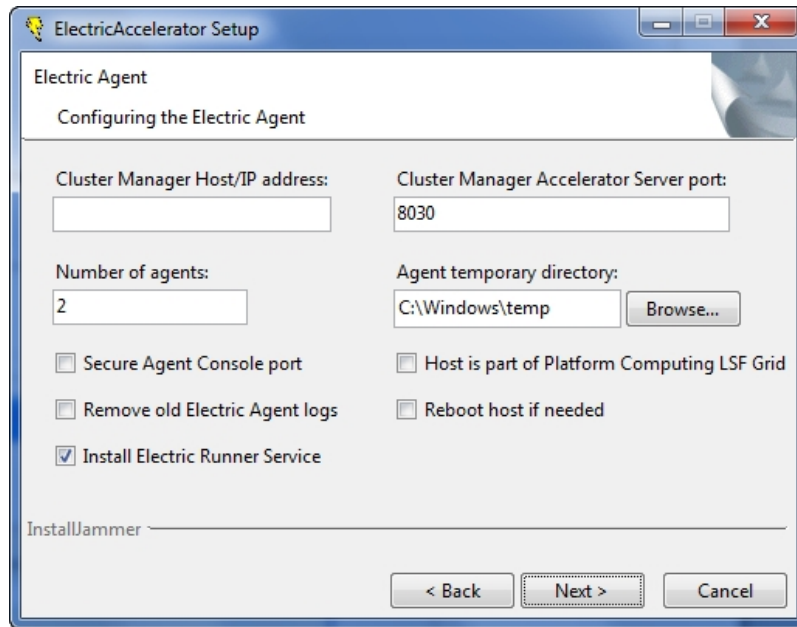 ElectricAccelerator Setup
Electric Agent
Configuring the Electric Agent
Cluster Manager Host/IP address:
Cluster Manager Accelerator Server port:
8030
Number of agents:
Agent temporary directory:
2
C:\Windows\temp
Browse...
Secure Agent Console port
Host is part of Platform Computing LSF Grid
Remove old Electric Agent logs
Reboot host if needed
Install Electric Runner Service
InstallJammer
< Back
Next >
Cancel